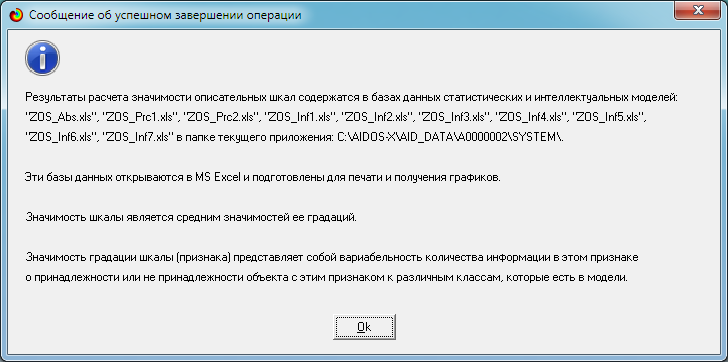 Сообщение об успешном завершении операции
Результаты расчета значимости описательных шкал содержатся в базах данных статистических и интеллектуальных моделей:
"ZOS_Abs.xls", "ZOS_Prc1.xls", "ZOS_Prc2.xls", "ZOS_Inf1.xls", "ZOS_Inf2.xls", "ZOS_Inf3.xls", "ZOS_Inf4.xls", "ZOS_Inf5.xls",
"ZOS_Inf6.xls", "ZOS_Inf7.xls" в папке текущего приложения: C:\AIDOS-X\AID_DATA\A0000002\SYSTEM\.
Эти базы данных открываются в MS Excel и подготовлены для печати и получения графиков.
Значимость шкалы является средним значимостей ее градаций.
Значимость градации шкалы (признака) представляет собой вариабельность количества информации в этом признаке
о принадлежности или не принадлежности объекта с этим признаком к различным классам, которые есть в модели.
Ok